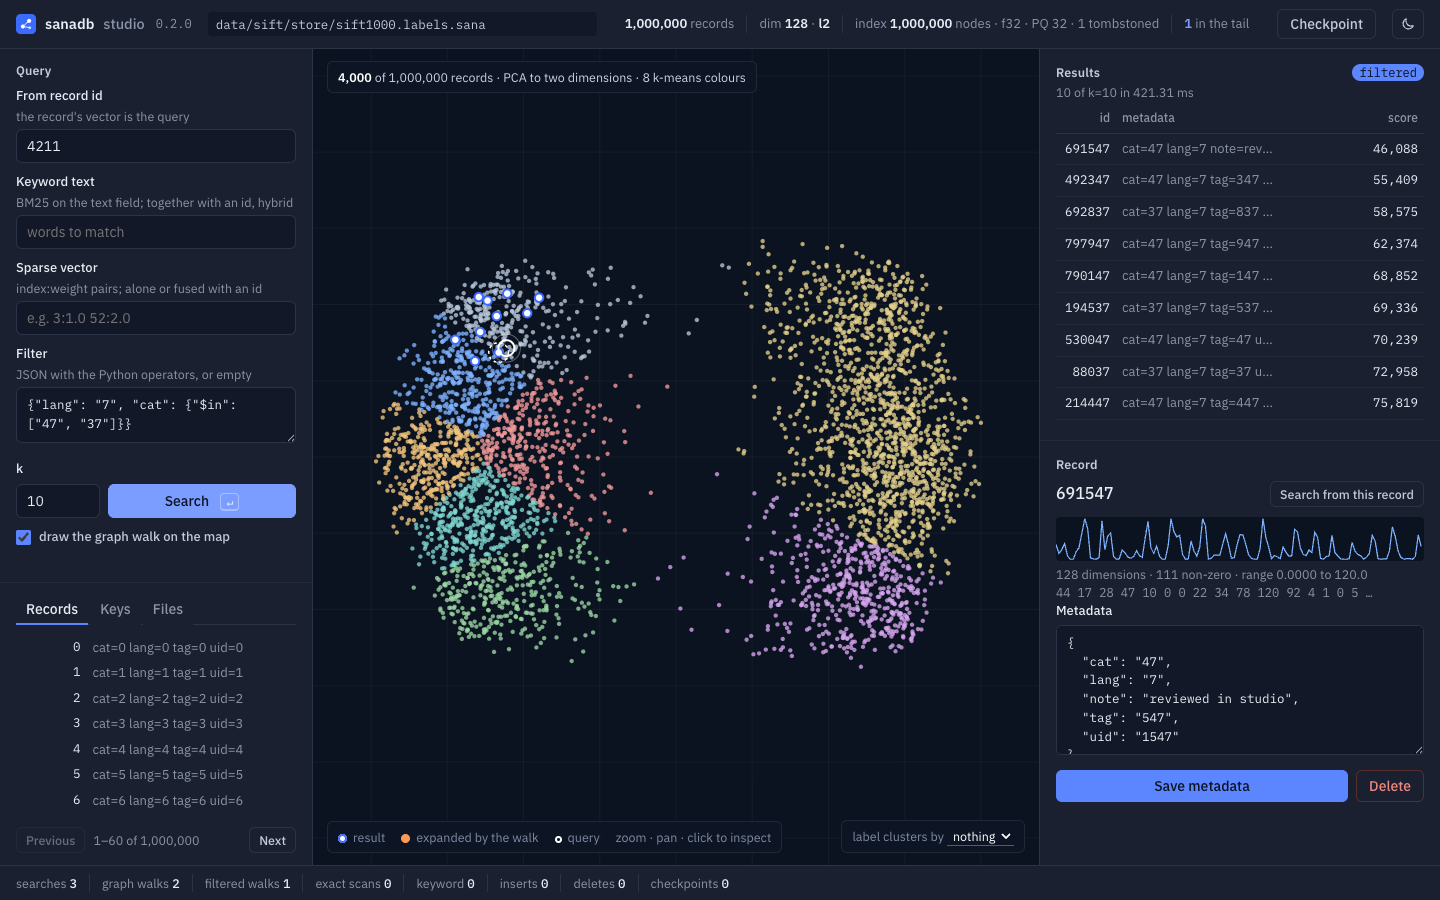 sanadb studio 0.2.0 data/sift/store/sift1000.labels.sana 1,000,000 records dim 128 · l2 index 1,000,000 nodes · f32 · PQ 32 · 1 tombstoned 1 in the tail Checkpoint
Query
From record id
the record's vector is the query
4211
Keyword text
BM25 on the text field; together with an id, hybrid
words to match
Sparse vector
index:weight pairs; alone or fused with an id
e.g. 3:1.0 52:2.0
Filter
JSON with the Python operators, or empty
{"lang": "7", "cat": {"$in":
["47", "37"]}}
k
10 Search ↵
draw the graph walk on the map
Records Keys Files
0 cat=0 lang=0 tag=0 uid=0
1 cat=1 lang=1 tag=1 uid=1
2 cat=2 lang=2 tag=2 uid=2
3 cat=3 lang=3 tag=3 uid=3
4 cat=4 lang=4 tag=4 uid=4
5 cat=5 lang=5 tag=5 uid=5
6 cat=6 lang=6 tag=6 uid=6
Previous 1–60 of 1,000,000 Next
4,000 of 1,000,000 records · PCA to two dimensions · 8 k-means colours
result expanded by the walk query zoom · pan · click to inspect
label clusters by nothing
Results filtered
10 of k=10 in 421.31 ms
id metadata score
691547 cat=47 lang=7 note=rev... 46,088
492347 cat=47 lang=7 tag=347 ... 55,409
692837 cat=37 lang=7 tag=837 ... 58,575
797947 cat=47 lang=7 tag=947 ... 62,374
790147 cat=47 lang=7 tag=147 ... 68,852
194537 cat=37 lang=7 tag=537 ... 69,336
530047 cat=47 lang=7 tag=47 u... 70,239
88037 cat=37 lang=7 tag=37 u... 72,958
214447 cat=47 lang=7 tag=447 ... 75,819
Record
691547 Search from this record
128 dimensions · 111 non-zero · range 0.0000 to 120.0
44 17 28 47 10 0 0 22 34 78 120 92 4 1 0 5 …
Metadata
{
"cat": "47",
"lang": "7",
"note": "reviewed in studio",
"tag": "547",
"uid": "1547"
}
Save metadata Delete
searches 3 graph walks 2 filtered walks 1 exact scans 0 keyword 0 inserts 0 deletes 0 checkpoints 0